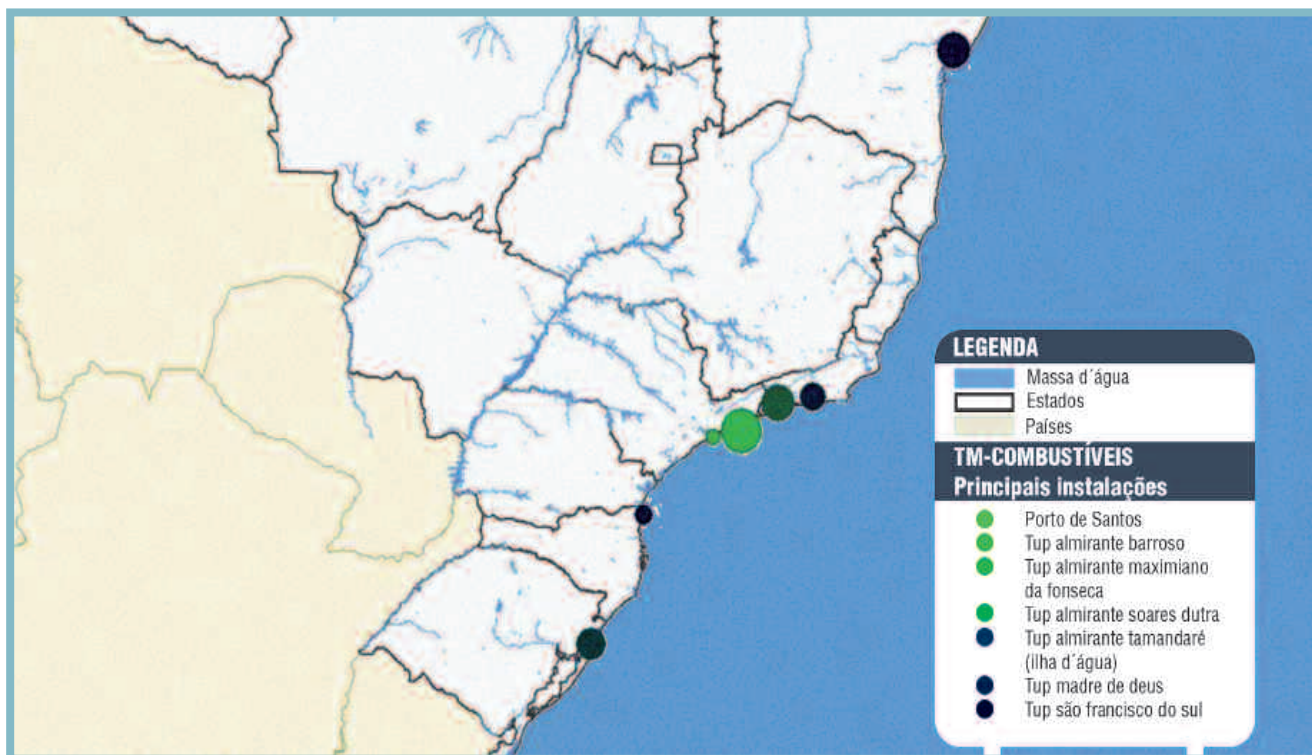 LEGENDA
Massa d´água
Estados
Países
TM-COMBUSTÍVEIS
Principais instalações
Porto de Santos
Tup almirante barroso
Tup almirante maximiano
da fonseca
Tup almirante soares dutra
Tup almirante tamandaré
(ilha d´água)
Tup madre de deus
Tup são francisco do sul